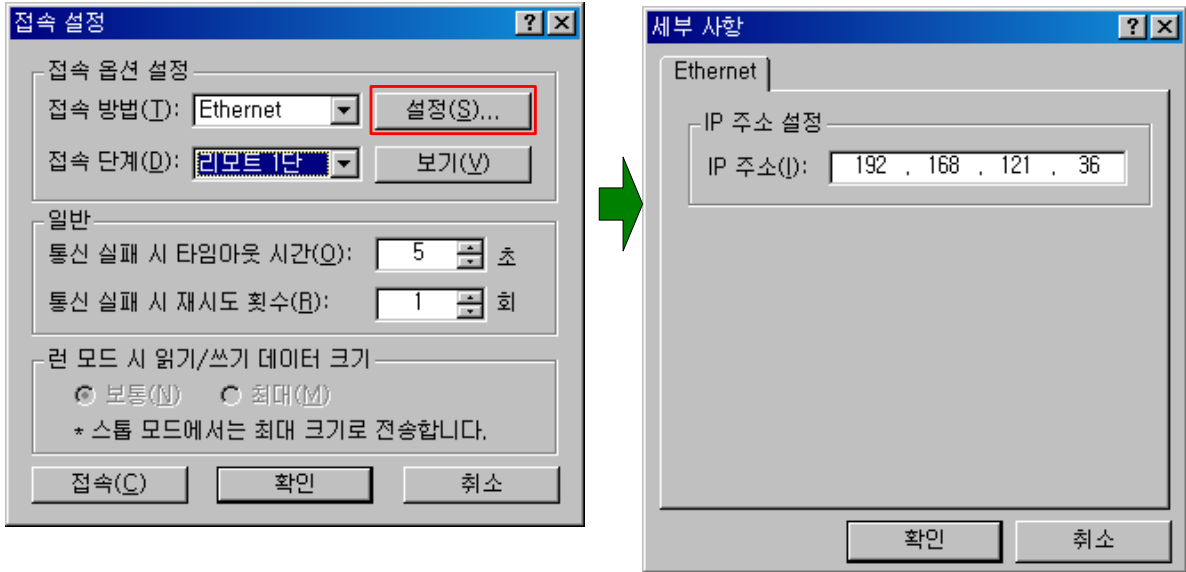 접속 설정
접속 옵션 설정
접속 방법(T): Ethernet 설정(S)...
접속 단계(D): 리모트 1단 보기(V)
일반
통신 실패 시 타임아웃 시간(O): 5 초
통신 실패 시 재시도 횟수(R): 1 회
런 모드 시 읽기/쓰기 데이터 크기
보통(N) 최대(M)
* 스톱 모드에서는 최대 크기로 전송합니다.
접속(C) 확인 취소
세부 사항
Ethernet
IP 주소 설정
IP 주소(I): 192 . 168 . 121 . 36
확인 취소